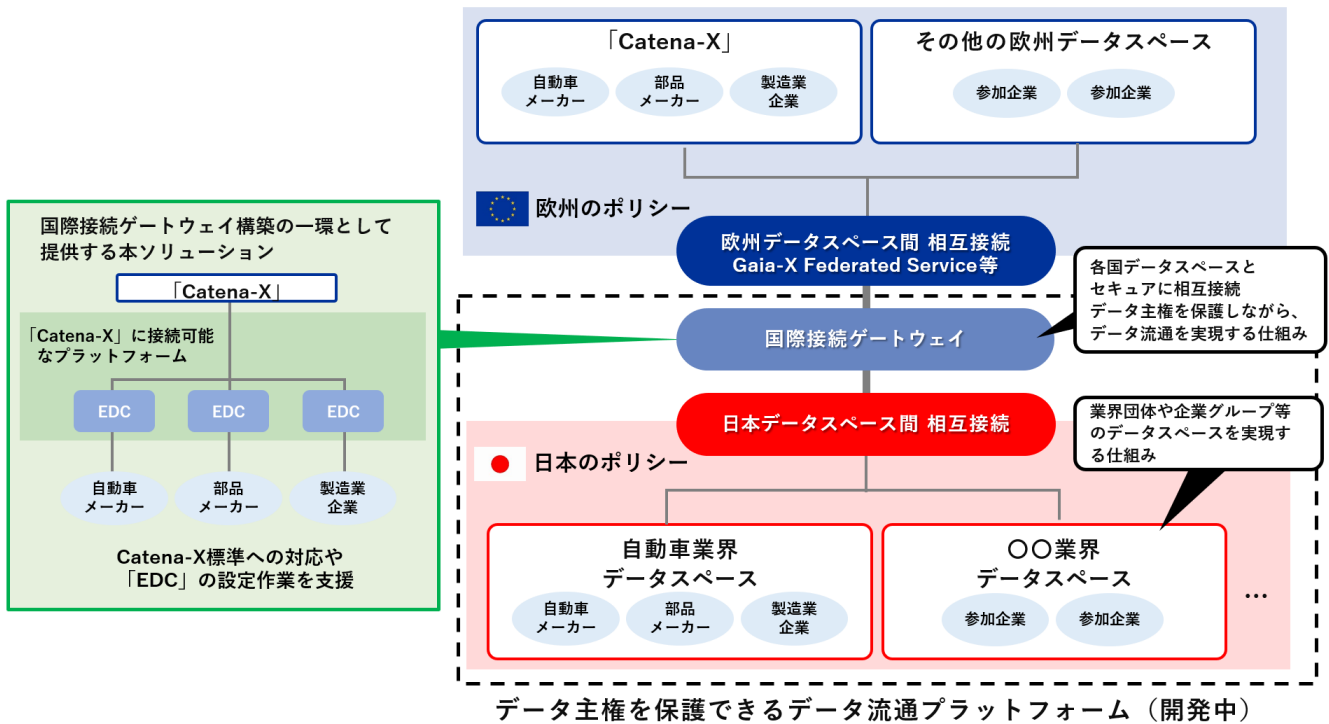 「Catena-X」
自動車
メーカー
部品
メーカー
製造業
企業
その他の欧州データスペース
参加企業
参加企業
欧州のポリシー
欧州データスペース間 相互接続
Gaia-X Federated Service等
各国データスペースと
セキュアに相互接続
データ主権を保護しながら、
データ流通を実現する仕組み
国際接続ゲートウェイ
国際接続ゲートウェイ構築の一環として
提供する本ソリューション
「Catena-X」
「Catena-X」に接続可能
なプラットフォーム
EDC
EDC
EDC
自動車
メーカー
部品
メーカー
製造業
企業
Catena-X標準への対応や
「EDC」の設定作業を支援
日本データスペース間 相互接続
業界団体や企業グループ等
のデータスペースを実現す
る仕組み
日本のポリシー
自動車業界
データスペース
自動車
メーカー
部品
メーカー
製造業
企業
〇〇業界
データスペース
参加企業
参加企業
…
データ主権を保護できるデータ流通プラットフォーム（開発中）